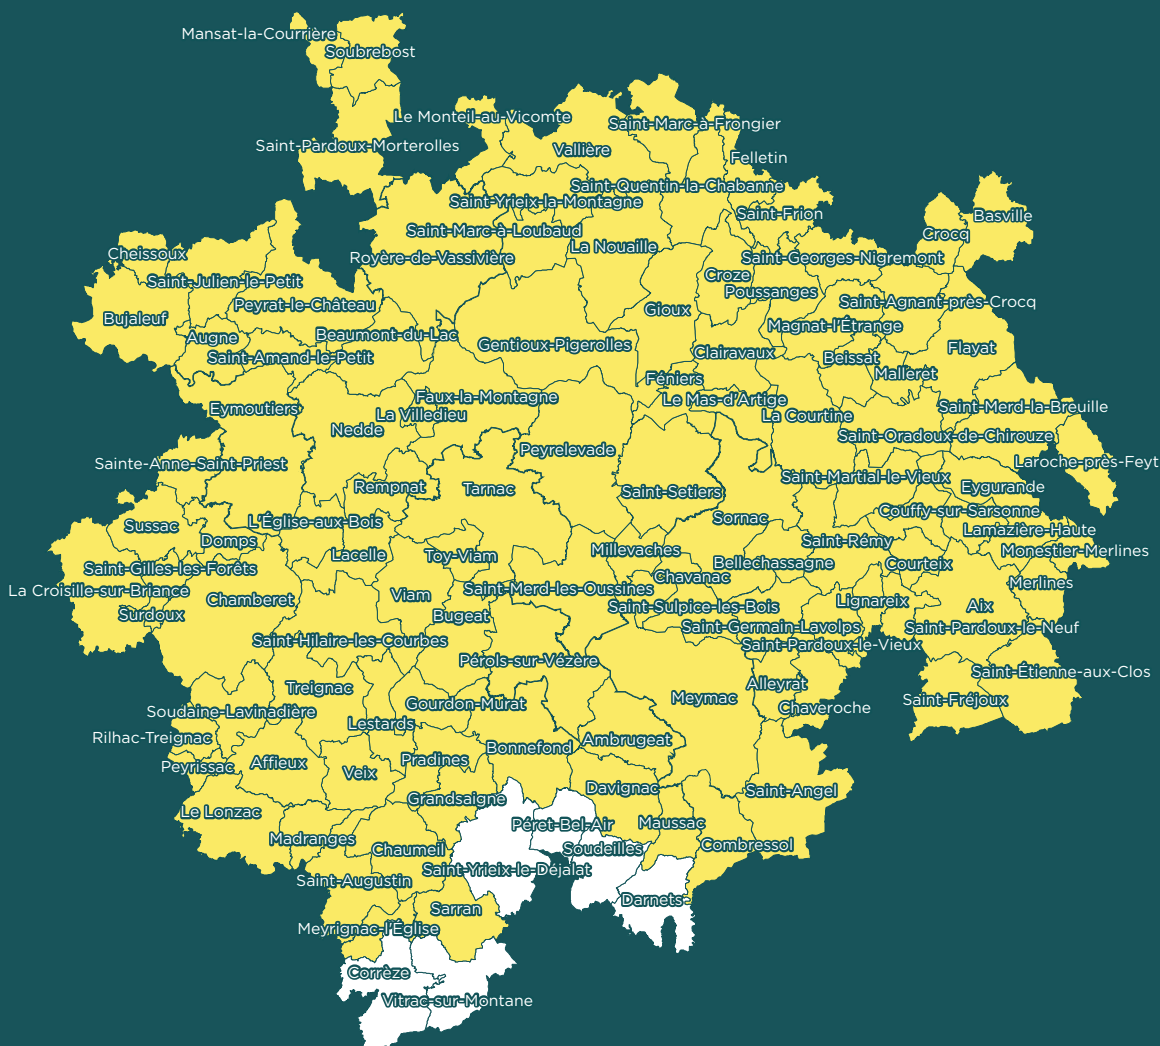 Mansat-la-Courrière
Soubrebost
Le Monteil-au-Vicomte
Saint-Marc-à-Frongier
Saint-Pardoux-Morterolles
Vallière
Felletin
Saint-Quentin-la-Chabanne
Saint-Yrieix-la-Montagne
Saint-Frion
Basville
Saint-Marc-à-Loubaud
Crocq
La Nouaille
Cheissoux
Royère-de-Vassivière
Saint-Georges-Nigremont
Croze
Saint-Julien-le-Petit
Poussanges
Peyrat-le-Château
Saint-Agnant-près-Crocq
Gioux
Bujaleuf
Magnat-l'Étrange
Augne
Beaumont-du-Lac
Gentioux-Pigerolles
Flayat
Clairavaux
Saint-Amand-le-Petit
Beissat
Malleret
Féniers
Faux-la-Montagne
Le Mas-d'Artige
Eymoutiers
Saint-Merd-la-Breuille
La Villedieu
La Courtine
Nedde
Saint-Oradoux-de-Chirouze
Peyrelevade
Sainte-Anne-Saint-Priest
Laroche-près-Feyt
Saint-Martial-le-Vieux
Rempnat
Tarnac
Eygurande
Saint-Setiers
Couffy-sur-Sarsonne
Sornac
L'Église-aux-Bois
Sussac
Lamazière-Haute
Domps
Saint-Rémy
Millevaches
Monestier-Merlines
Lacelle
Toy-Viam
Bellechassagne
Courteix
Saint-Gilles-les-Forêts
Chavanac
Merlines
La Croisille-sur-Briance
Saint-Merd-les-Oussines
Viam
Chamberet
Lignareix
Aix
Saint-Sulpice-les-Bois
Surdoux
Bugeat
Saint-Germain-Lavolps
Saint-Pardoux-le-Neuf
Saint-Hilaire-les-Courbes
Saint-Pardoux-le-Vieux
Pérols-sur-Vézère
Saint-Étienne-aux-Clos
Alleyrat
Treignac
Meymac
Saint-Fréjoux
Gourdon-Murat
Chaveroche
Soudaine-Lavinadière
Lestards
Rilhac-Treignac
Ambrugeat
Bonnefond
Pradines
Affieux
Peyrissac
Veix
Davignac
Saint-Angel
Grandsaigne
Le Lonzac
Maussac
Péret-Bel-Air
Madranges
Combressol
Chaumeil
Soudeilles
Saint-Yrieix-le-Déjalat
Saint-Augustin
Darnets
Sarran
Meyrignac-l'Église
Corrèze
Vitrac-sur-Montane